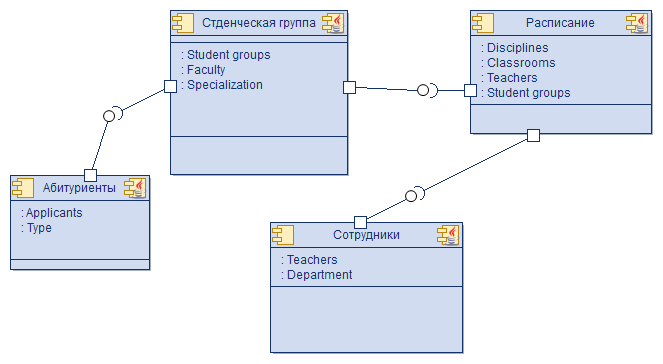 Стденческая группа
: Student groups
: Faculty
: Specialization
Расписание
: Disciplines
: Classrooms
: Teachers
: Student groups
Абитуриенты
: Applicants
: Type
Сотрудники
: Teachers
: Department